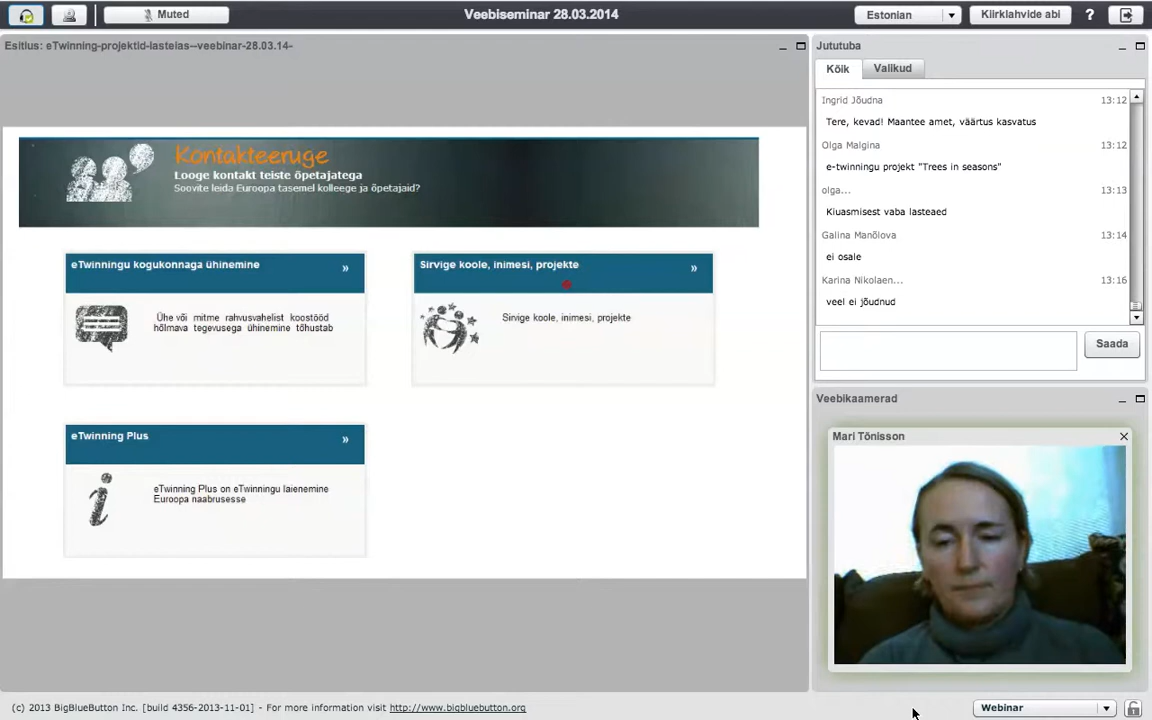 Muted
Veebiseminar 28.03.2014
Estonian
Kiirklahvide abi
?
Esitlus: eTwinning-projektid-lasteias--veebinar-28.03.14-
Kontakteeruge
Looge kontakt teiste õpetajatega
Soovite leida Euroopa tasemel kolleege ja õpetajaid?
eTwinningu kogukonnaga ühinemine »
Ühe või mitme rahvusvahelist koostööd
hõlmava tegevusega ühinemine tõhustab
Sirvige koole, inimesi, projekte »
Sirvige koole, inimesi, projekte
eTwinning Plus »
eTwinning Plus on eTwinningu laienemine
Euroopa naabrusesse
Jututuba
Kõik Valikud
Ingrid Jõudna 13:12
Tere, kevad! Maantee amet, väärtus kasvatus
Olga Malgina 13:12
e-twinningu projekt "Trees in seasons"
olga... 13:13
Kiuasmisest vaba lasteaed
Galina Manõlova 13:14
ei osale
Karina Nikolaen... 13:16
veel ei jõudnud
Saada
Veebikaamerad
Mari Tõnisson
(c) 2013 BigBlueButton Inc. [build 4356-2013-11-01] - For more information visit http://www.bigbluebutton.org
Webinar